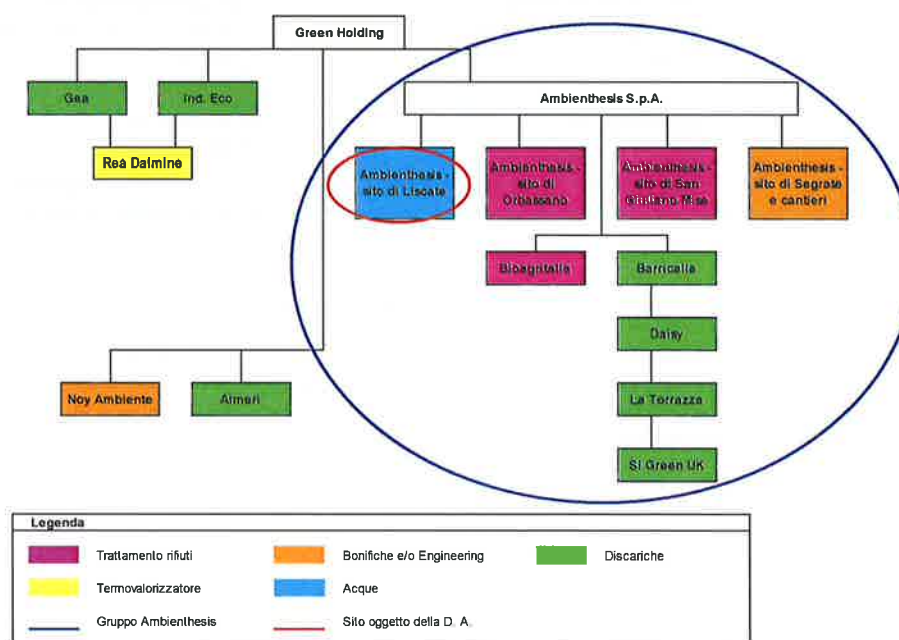 Green Holding
Gea
Ind. Eco
Ambienthesis S.p.A.
Rea Dalmine
Ambienthesis -
sito di Liscate
Ambienthesis -
sito di
Orbassano
Ambienthesis -
sito di San
Giuliano M.se
Ambienthesis -
sito di Segrate
e cantieri
Bioagritalia
Barricalla
Daisy
Noy Ambiente
Aimeri
La Torrazza
SI Green UK
Legenda
Trattamento rifiuti
Bonifiche e/o Engineering
Discariche
Termovalorizzatore
Acque
Gruppo Ambienthesis
Sito oggetto della D. A.